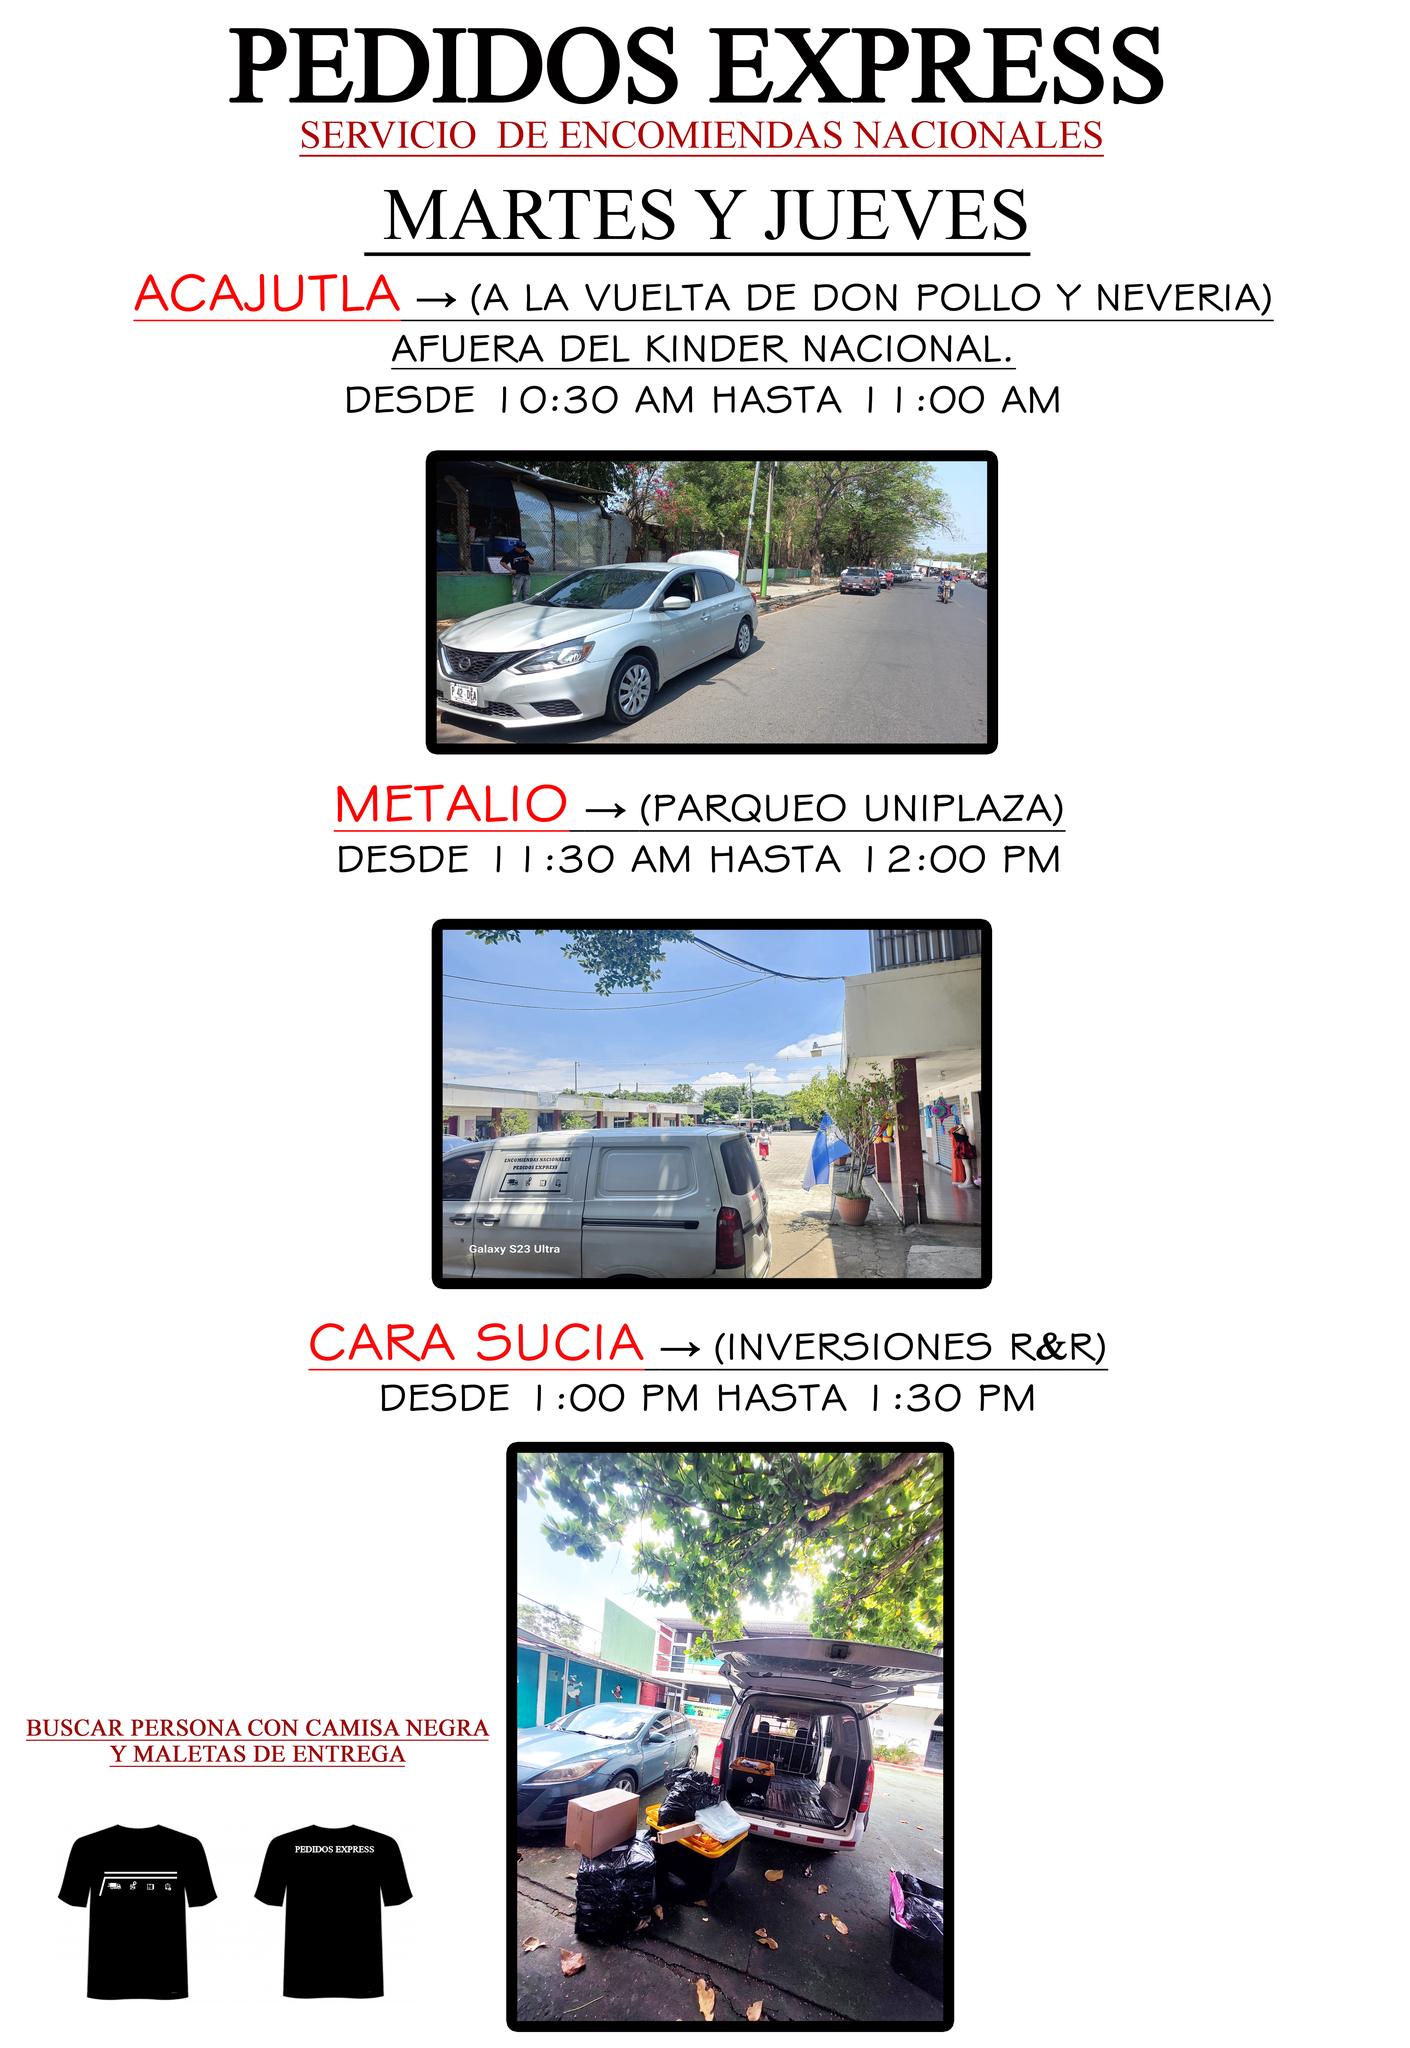 PEDIDOS EXPRESS
SERVICIO DE ENCOMIENDAS NACIONALES
MARTES Y JUEVES
ACAJUTLA → (A LA VUELTA DE DON POLLO Y NEVERIA)
AFUERA DEL KINDER NACIONAL.
DESDE 10:30 AM HASTA 11:00 AM
P 42 DEA
METALIO → (PARQUEO UNIPLAZA)
DESDE 11:30 AM HASTA 12:00 PM
ENCOMIENDAS NACIONALES
PEDIDOS EXPRESS
Galaxy S23 Ultra
CARA SUCIA → (INVERSIONES R&R)
DESDE 1:00 PM HASTA 1:30 PM
BUSCAR PERSONA CON CAMISA NEGRA
Y MALETAS DE ENTREGA
PEDIDOS EXPRESS